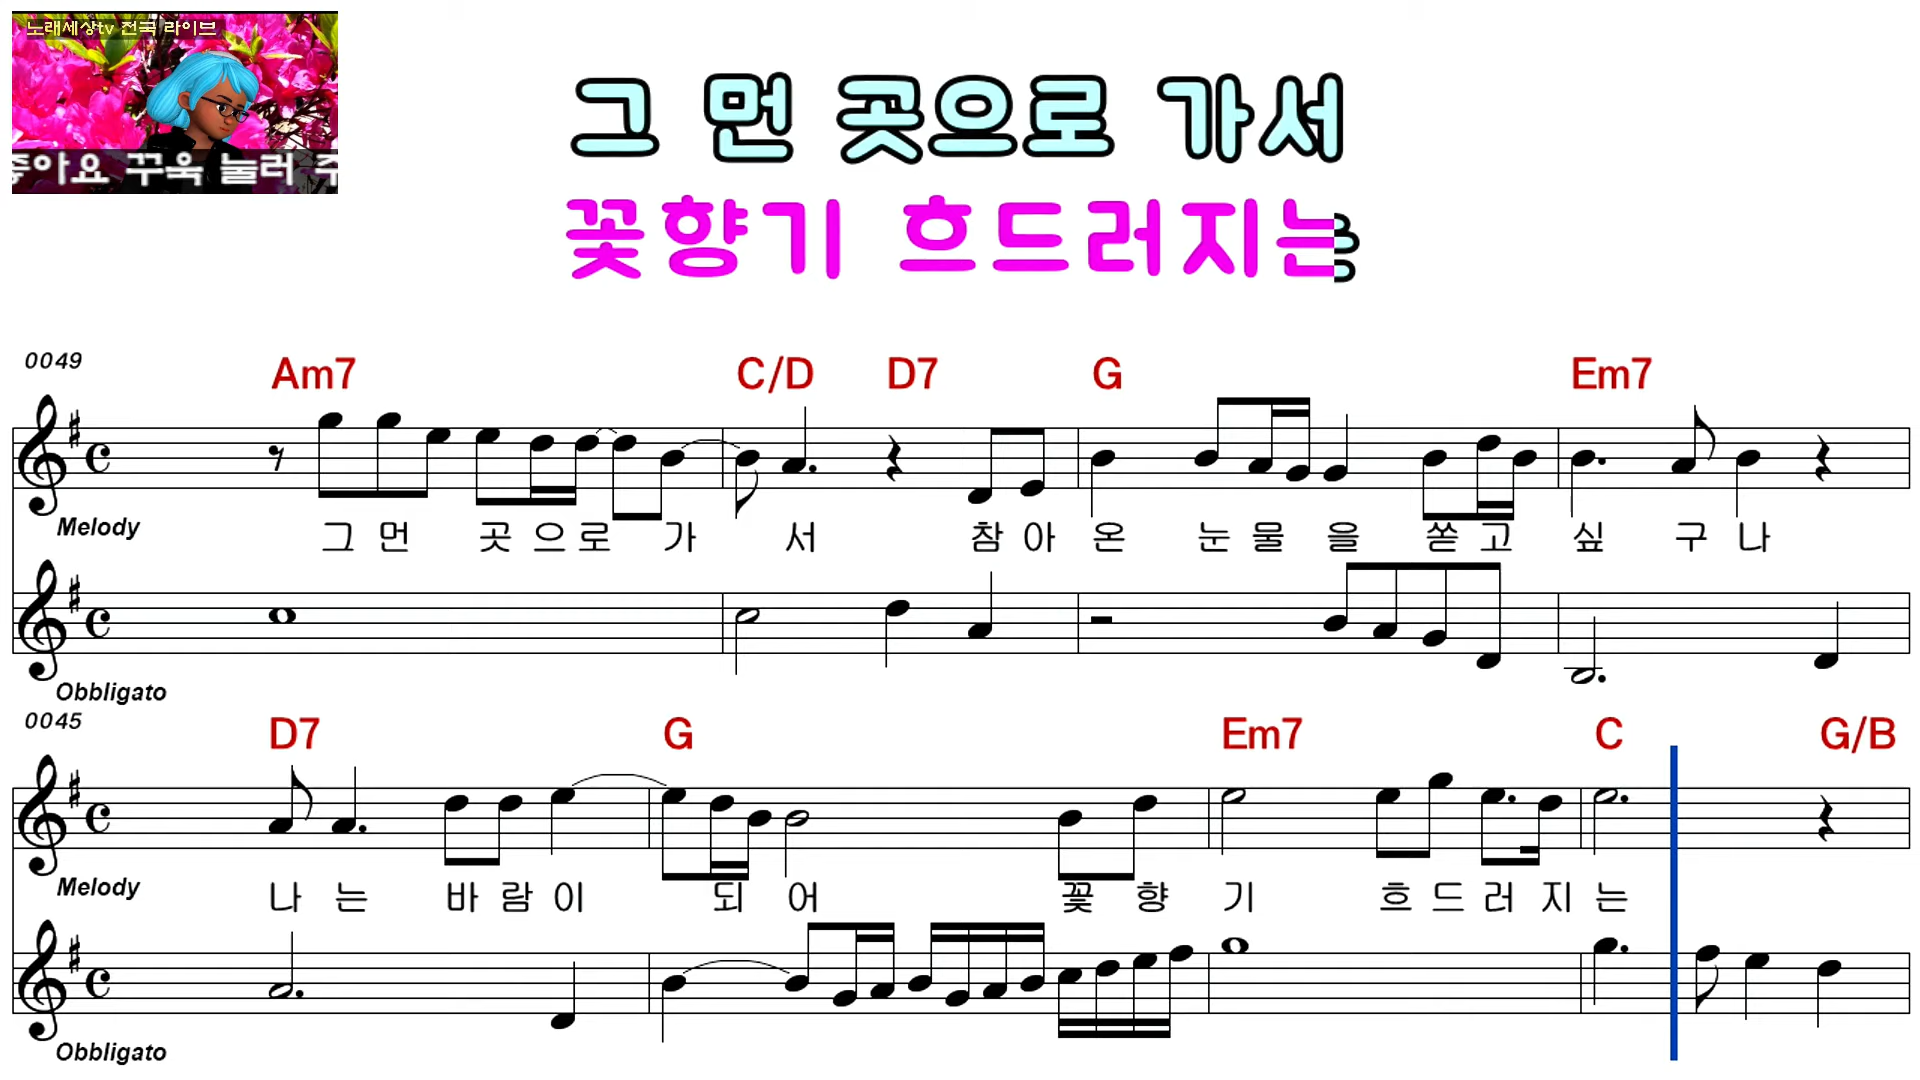 노래세상tv 전국 라이브
좋아요 꾸욱 눌러 주
그 먼 곳으로 가서
꽃향기 흐드러지는
0049
Am7 C/D D7 G Em7
Melody
그 먼 곳 으 로 가 서 참 아 온 눈 물 을 쏟 고 싶 구 나
Obbligato
0045
D7 G Em7 C G/B
Melody
나 는 바 람 이 되 어 꽃 향 기 흐 드 러 지 는
Obbligato